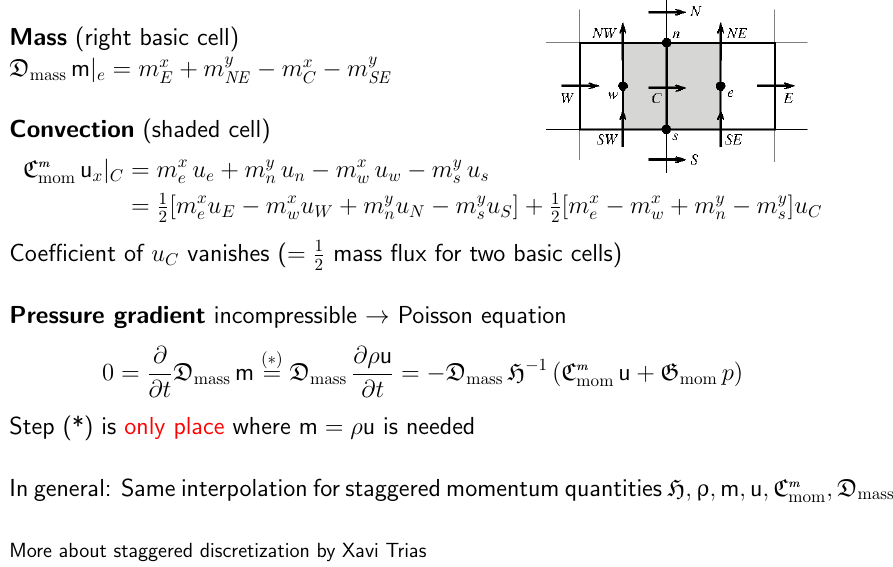 Mass (right basic cell)
𝔇_mass m|_e = m^x_E + m^y_NE − m^x_C − m^y_SE
N
NW n NE
W w C e E
SW s SE
S
Convection (shaded cell)
ℭ^m_mom u_x|_C = m^x_e u_e + m^y_n u_n − m^x_w u_w − m^y_s u_s
= ½[m^x_e u_E − m^x_w u_W + m^y_n u_N − m^y_s u_S] + ½[m^x_e − m^x_w + m^y_n − m^y_s]u_C
Coefficient of u_C vanishes (= ½ mass flux for two basic cells)
Pressure gradient incompressible → Poisson equation
0 = ∂/∂t 𝔇_mass m (*)= 𝔇_mass ∂ρu/∂t = −𝔇_mass ℌ^−1 (ℭ^m_mom u + 𝔊_mom p)
Step (*) is only place where m = ρu is needed
In general: Same interpolation for staggered momentum quantities ℌ, ρ, m, u, ℭ^m_mom, 𝔇_mass
More about staggered discretization by Xavi Trias